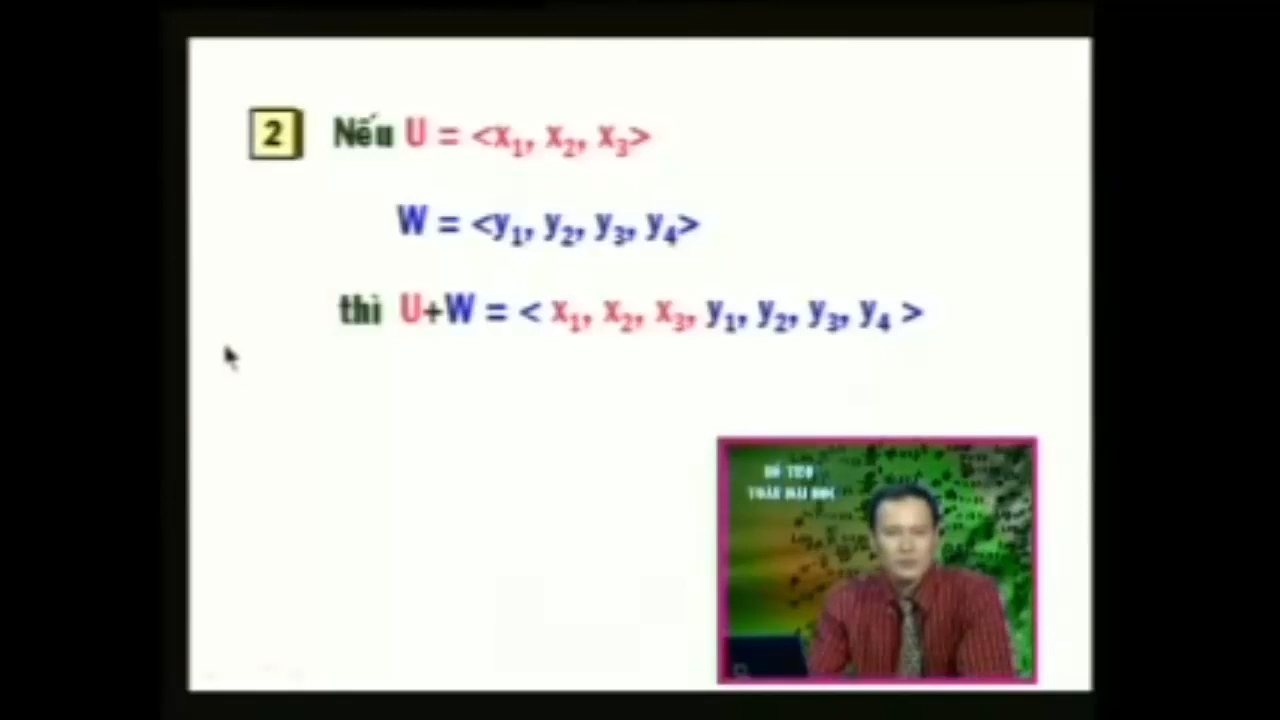 2 Nếu U = <x₁, x₂, x₃>
W = <y₁, y₂, y₃, y₄>
thì U+W = < x₁, x₂, x₃, y₁, y₂, y₃, y₄ >